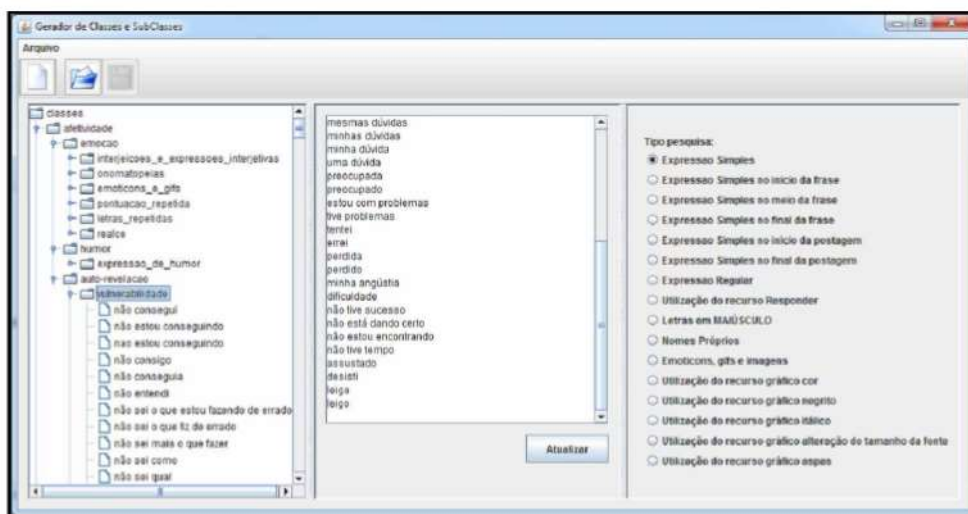 Gerador de Classes e SubClasses
Arquivo
classes
afetividade
emocao
interjeicoes_e_expressoes_interjetivas
onomatopeias
emoticons_e_gifs
pontuacao_repetida
letras_repetidas
realce
humor
expressao_de_humor
auto-revelacao
vulnerabilidade
não consegui
não estou conseguindo
nao estou conseguindo
não consigo
não conseguia
não entendi
não sei o que estou fazendo de errado
não sei o que fiz de errado
não sei mais o que fazer
não sei como
não sei qual
mesmas dúvidas
minhas dúvidas
minha dúvida
uma dúvida
preocupada
preocupado
estou com problemas
tive problemas
tentei
errei
perdida
perdido
minha angústia
dificuldade
não tive sucesso
não está dando certo
não estou encontrando
não tive tempo
assustado
desisti
leiga
leigo
Atualizar
Tipo pesquisa:
Expressao Simples
Expressao Simples no inicio da frase
Expressao Simples no meio da frase
Expressao Simples no final da frase
Expressao Simples no inicio da postagem
Expressao Simples no final da postagem
Expressao Regular
Utilização do recurso Responder
Letras em MAIÚSCULO
Nomes Próprios
Emoticons, gifs e imagens
Utilização do recurso gráfico cor
Utilização do recurso gráfico negrito
Utilização do recurso gráfico itálico
Utilização do recurso gráfico alteração do tamanho da fonte
Utilização do recurso gráfico aspas